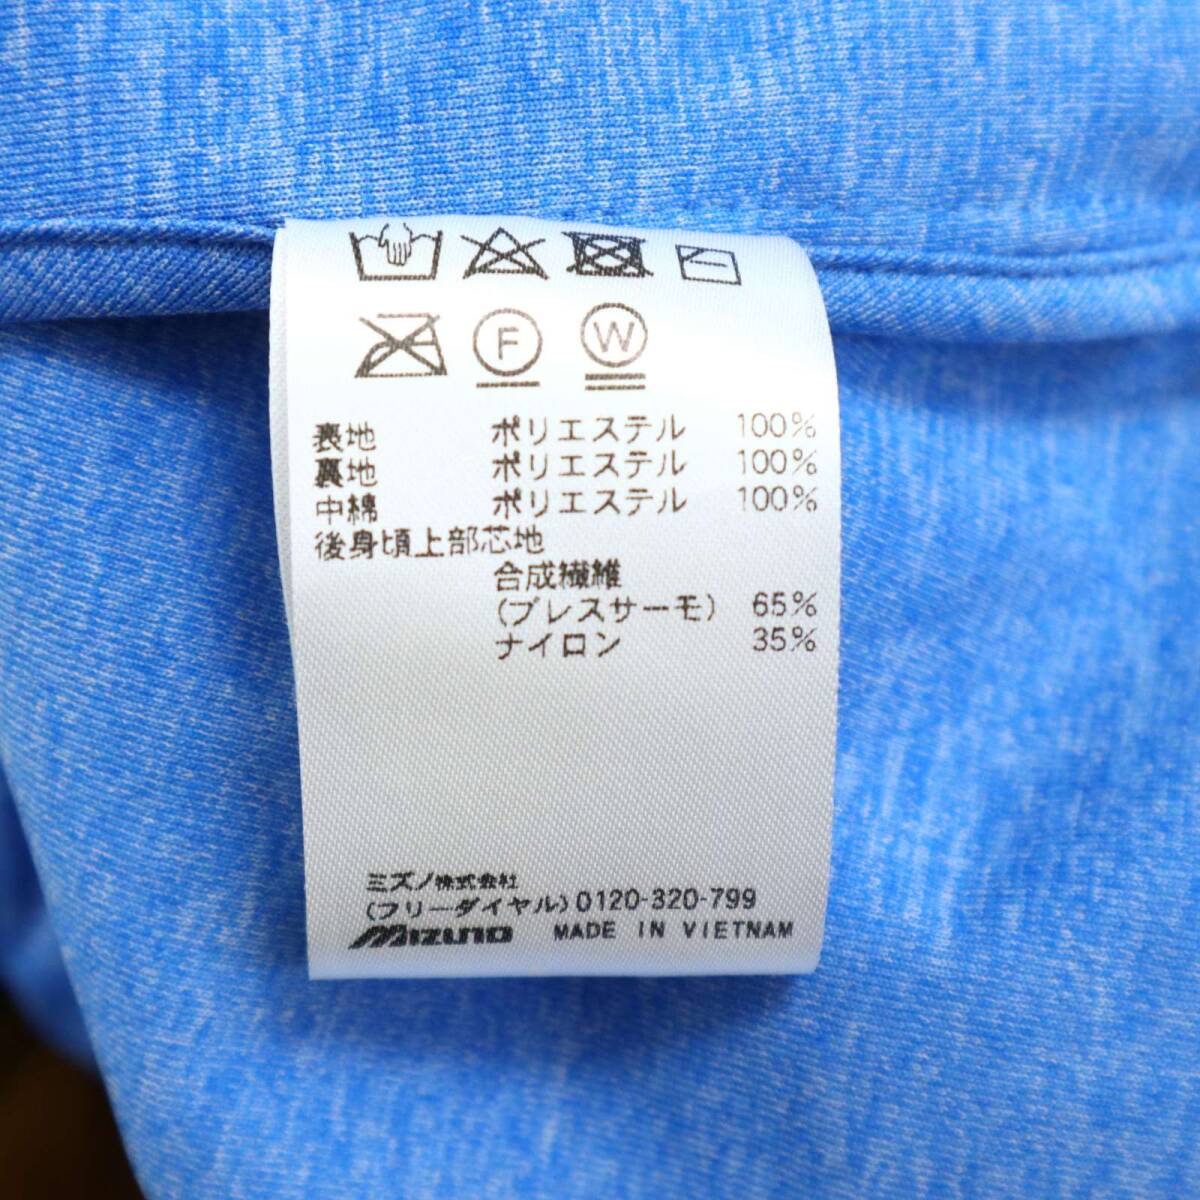 F W
表地 ポリエステル 100%
裏地 ポリエステル 100%
中綿 ポリエステル 100%
後身頃上部芯地
合成繊維
(ブレスサーモ) 65%
ナイロン 35%
ミズノ株式会社
(フリーダイヤル)0120-320-799
MIZUNO MADE IN VIETNAM